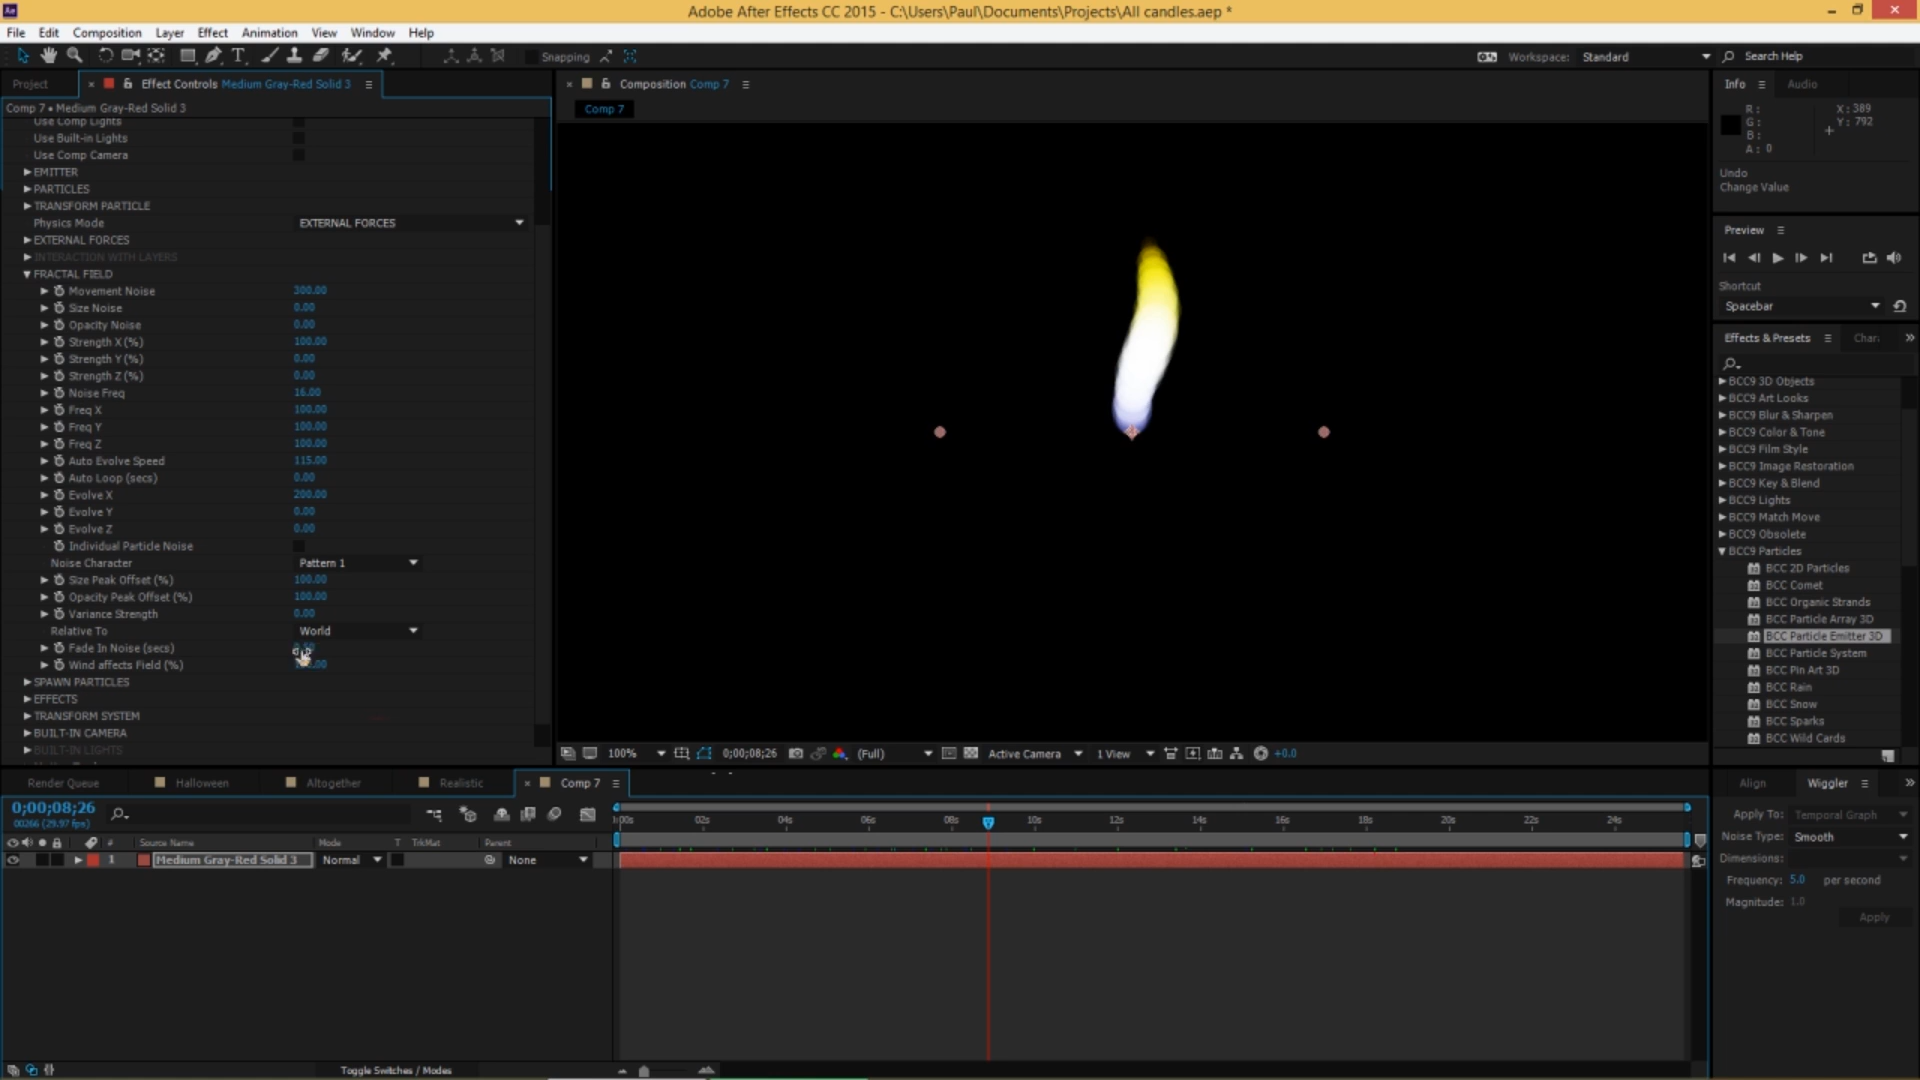 Adobe After Effects CC 2015 - C:\Users\Paul\Documents\Projects\All candles.aep *
File Edit Composition Layer Effect Animation View Window Help
Snapping Workspace: Standard Search Help
Project Effect Controls Medium Gray-Red Solid 3
Comp 7 • Medium Gray-Red Solid 3
Use Comp Lights
Use Built-in Lights
Use Comp Camera
EMITTER
PARTICLES
TRANSFORM PARTICLE
Physics Mode EXTERNAL FORCES
EXTERNAL FORCES
INTERACTION WITH LAYERS
FRACTAL FIELD
Movement Noise 300.00
Size Noise 0.00
Opacity Noise 0.00
Strength X (%) 100.00
Strength Y (%) 0.00
Strength Z (%) 0.00
Noise Freq 16.00
Freq X 100.00
Freq Y 100.00
Freq Z 100.00
Auto Evolve Speed 115.00
Auto Loop (secs) 0.00
Evolve X 200.00
Evolve Y 0.00
Evolve Z 0.00
Individual Particle Noise
Noise Character Pattern 1
Size Peak Offset (%) 100.00
Opacity Peak Offset (%) 100.00
Variance Strength 0.00
Relative To World
Fade In Noise (secs)
Wind affects Field (%)
SPAWN PARTICLES
EFFECTS
TRANSFORM SYSTEM
BUILT-IN CAMERA
BUILT-IN LIGHTS
Composition Comp 7
Comp 7
100% 0;00;08;26 (Full) Active Camera 1 View +0.0
Info Audio
R: X: 389
G: Y: 792
B:
A: 0
Undo
Change Value
Preview
Shortcut
Spacebar
Effects & Presets Char
BCC9 3D Objects
BCC9 Art Looks
BCC9 Blur & Sharpen
BCC9 Color & Tone
BCC9 Film Style
BCC9 Image Restoration
BCC9 Key & Blend
BCC9 Lights
BCC9 Match Move
BCC9 Obsolete
BCC9 Particles
BCC 2D Particles
BCC Comet
BCC Organic Strands
BCC Particle Array 3D
BCC Particle Emitter 3D
BCC Particle System
BCC Pin Art 3D
BCC Rain
BCC Snow
BCC Sparks
BCC Wild Cards
Render Queue Halloween Altogether Realistic Comp 7
0;00;08;26
00266 (29.97 fps)
# Source Name Mode T TrkMat Parent
1 Medium Gray-Red Solid 3 Normal None
:00s 02s 04s 06s 08s 10s 12s 14s 16s 18s 20s 22s 24s
Toggle Switches / Modes
Align Wiggler
Apply To: Temporal Graph
Noise Type: Smooth
Dimensions:
Frequency: 5.0 per second
Magnitude: 1.0
Apply